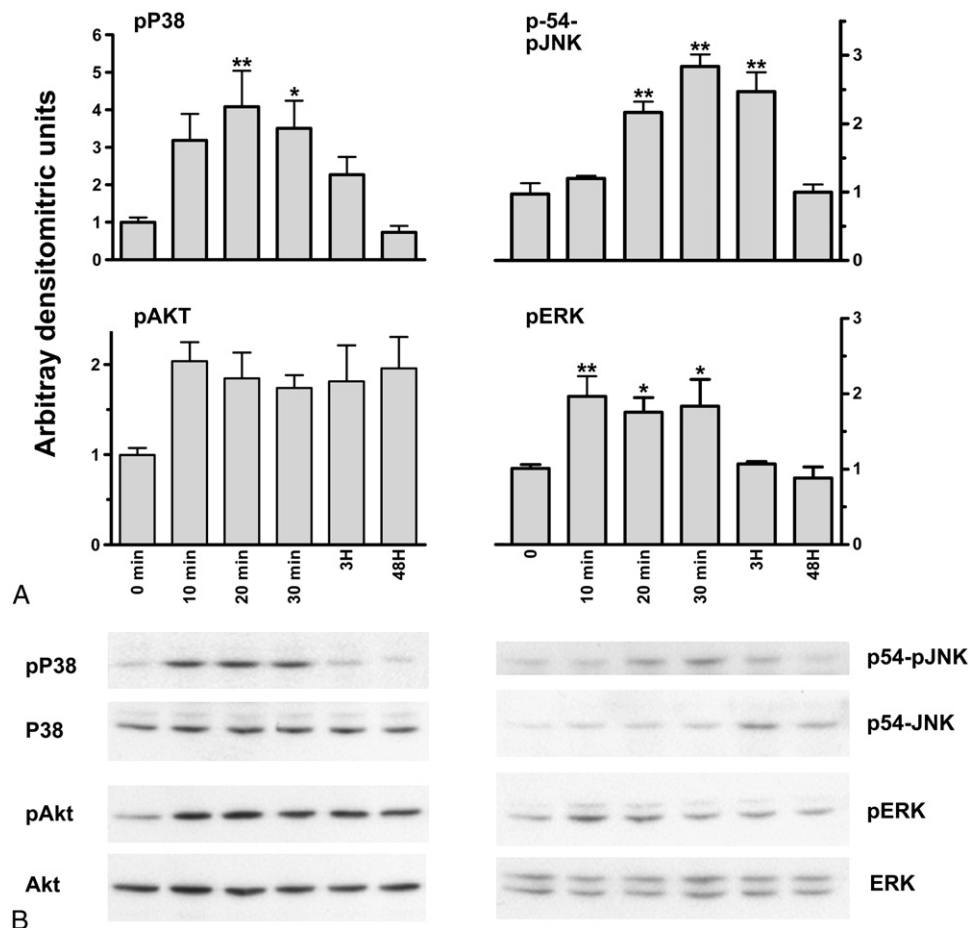 Arbitray densitomitric units
pP38
6
5
4
3
2
1
0
**
*
p-54-
pJNK
3
2
1
0
**
**
**
pAKT
2
1
0
0 min
10 min
20 min
30 min
3H
48H
pERK
3
2
1
0
**
*
*
0
10 min
20 min
30 min
3H
48H
A
pP38
P38
pAkt
Akt
p54-pJNK
p54-JNK
pERK
ERK
B